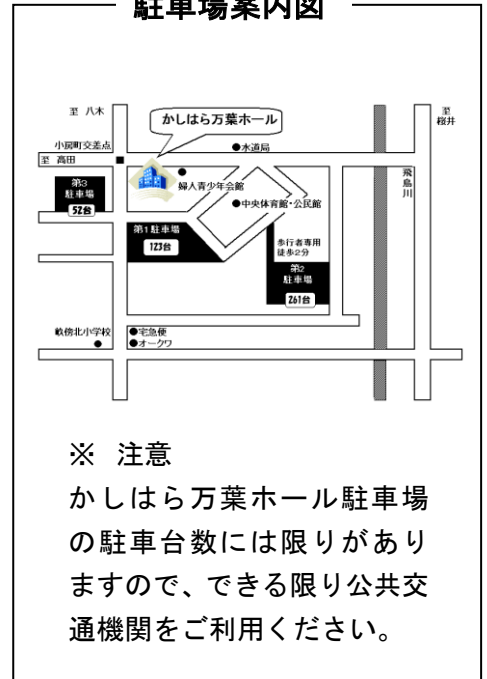 駐車場案内図
至 八木
かしはら万葉ホール
至
桜井
小房町交差点
●水道局
至 高田
婦人青少年会館
飛鳥川
第3
駐車場
52台
●中央体育館・公民館
第1駐車場
123台
歩行者専用
徒歩2分
第2
駐車場
261台
畝傍北小学校
●宅急便
●オークワ
※ 注意
かしはら万葉ホール駐車場
の駐車台数には限りがあり
ますので、できる限り公共交
通機関をご利用ください。